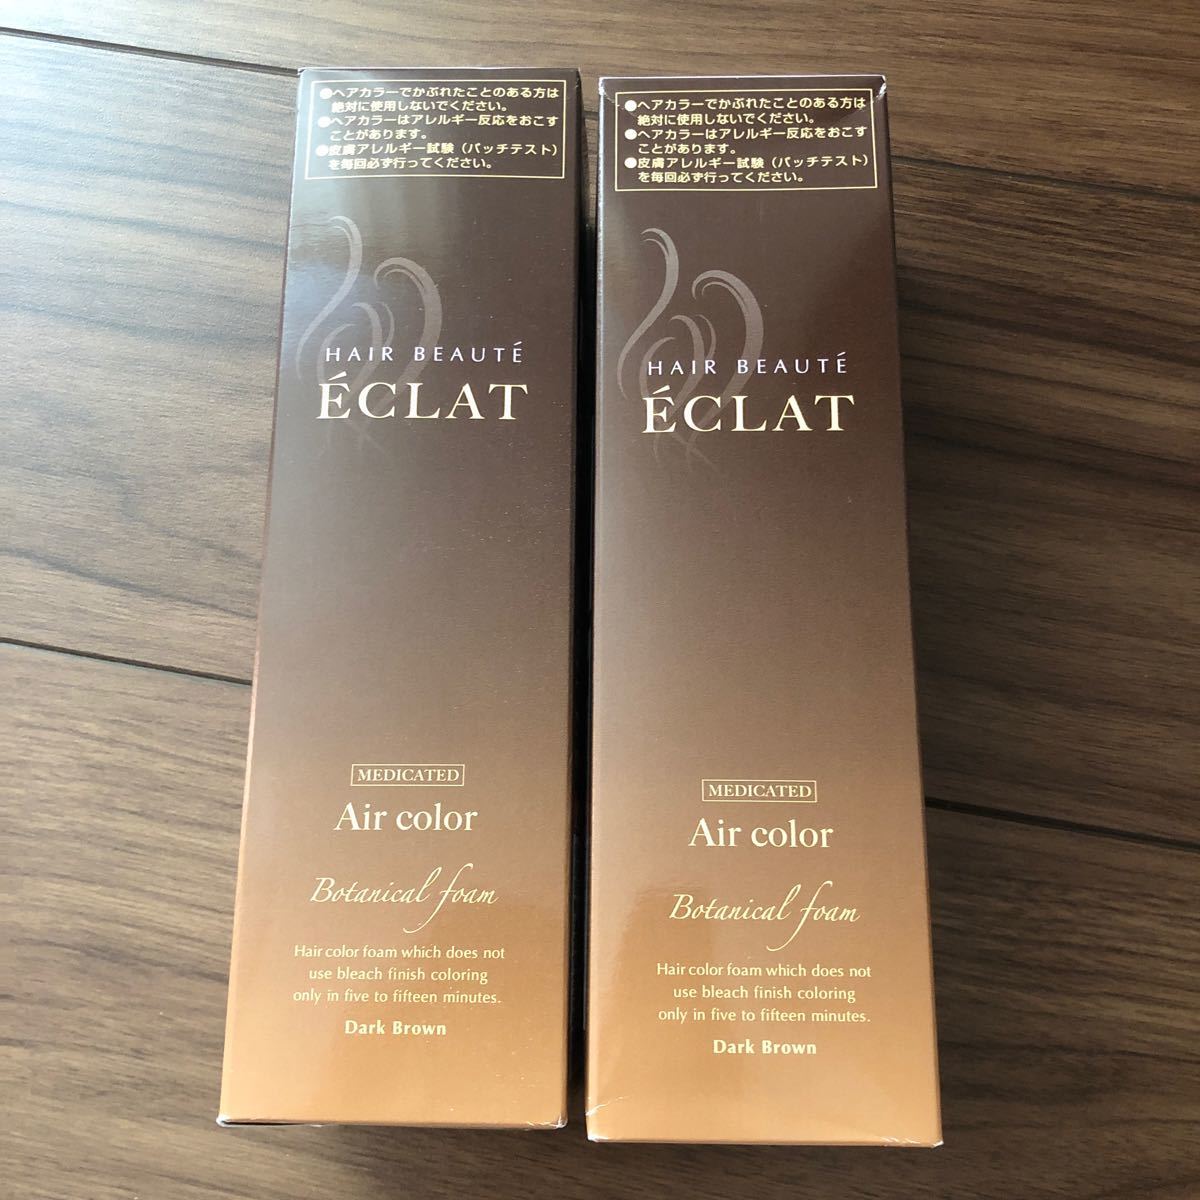 ●ヘアカラーでかぶれたことのある方は
絶対に使用しないでください。
●ヘアカラーはアレルギー反応をおこす
ことがあります。
●皮膚アレルギー試験（パッチテスト）
を毎回必ず行ってください。
HAIR BEAUTÉ
ÉCLAT
MEDICATED
Air color
Botanical foam
Hair color foam which does not
use bleach finish coloring
only in five to fifteen minutes.
Dark Brown
●ヘアカラーでかぶれたことのある方は
絶対に使用しないでください。
●ヘアカラーはアレルギー反応をおこす
ことがあります。
●皮膚アレルギー試験（パッチテスト）
を毎回必ず行ってください。
HAIR BEAUTÉ
ÉCLAT
MEDICATED
Air color
Botanical foam
Hair color foam which does not
use bleach finish coloring
only in five to fifteen minutes.
Dark Brown